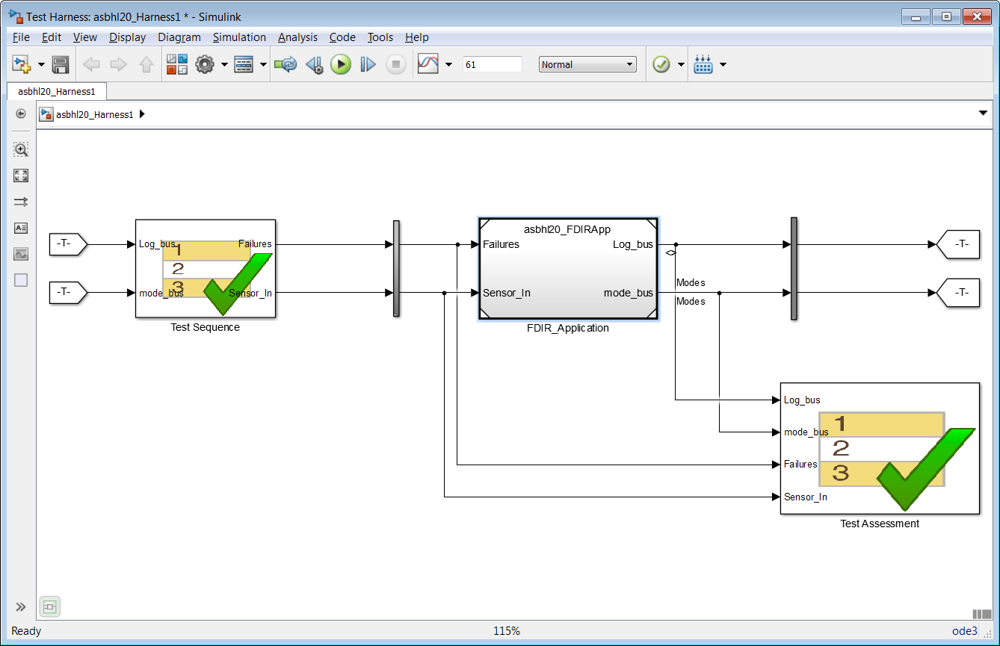 Test Harness: asbhl20_Harness1 * - Simulink
File Edit View Display Diagram Simulation Analysis Code Tools Help
61 Normal
asbhl20_Harness1
asbhl20_Harness1
-T-
-T-
Log_bus Failures
mode_bus Sensor_In
1
2
3
Test Sequence
asbhl20_FDIRApp
Failures Log_bus
Sensor_In mode_bus
FDIR_Application
<>
Modes
Modes
-T-
-T-
Log_bus
mode_bus
Failures
Sensor_In
1
2
3
Test Assessment
Ready 115% ode3